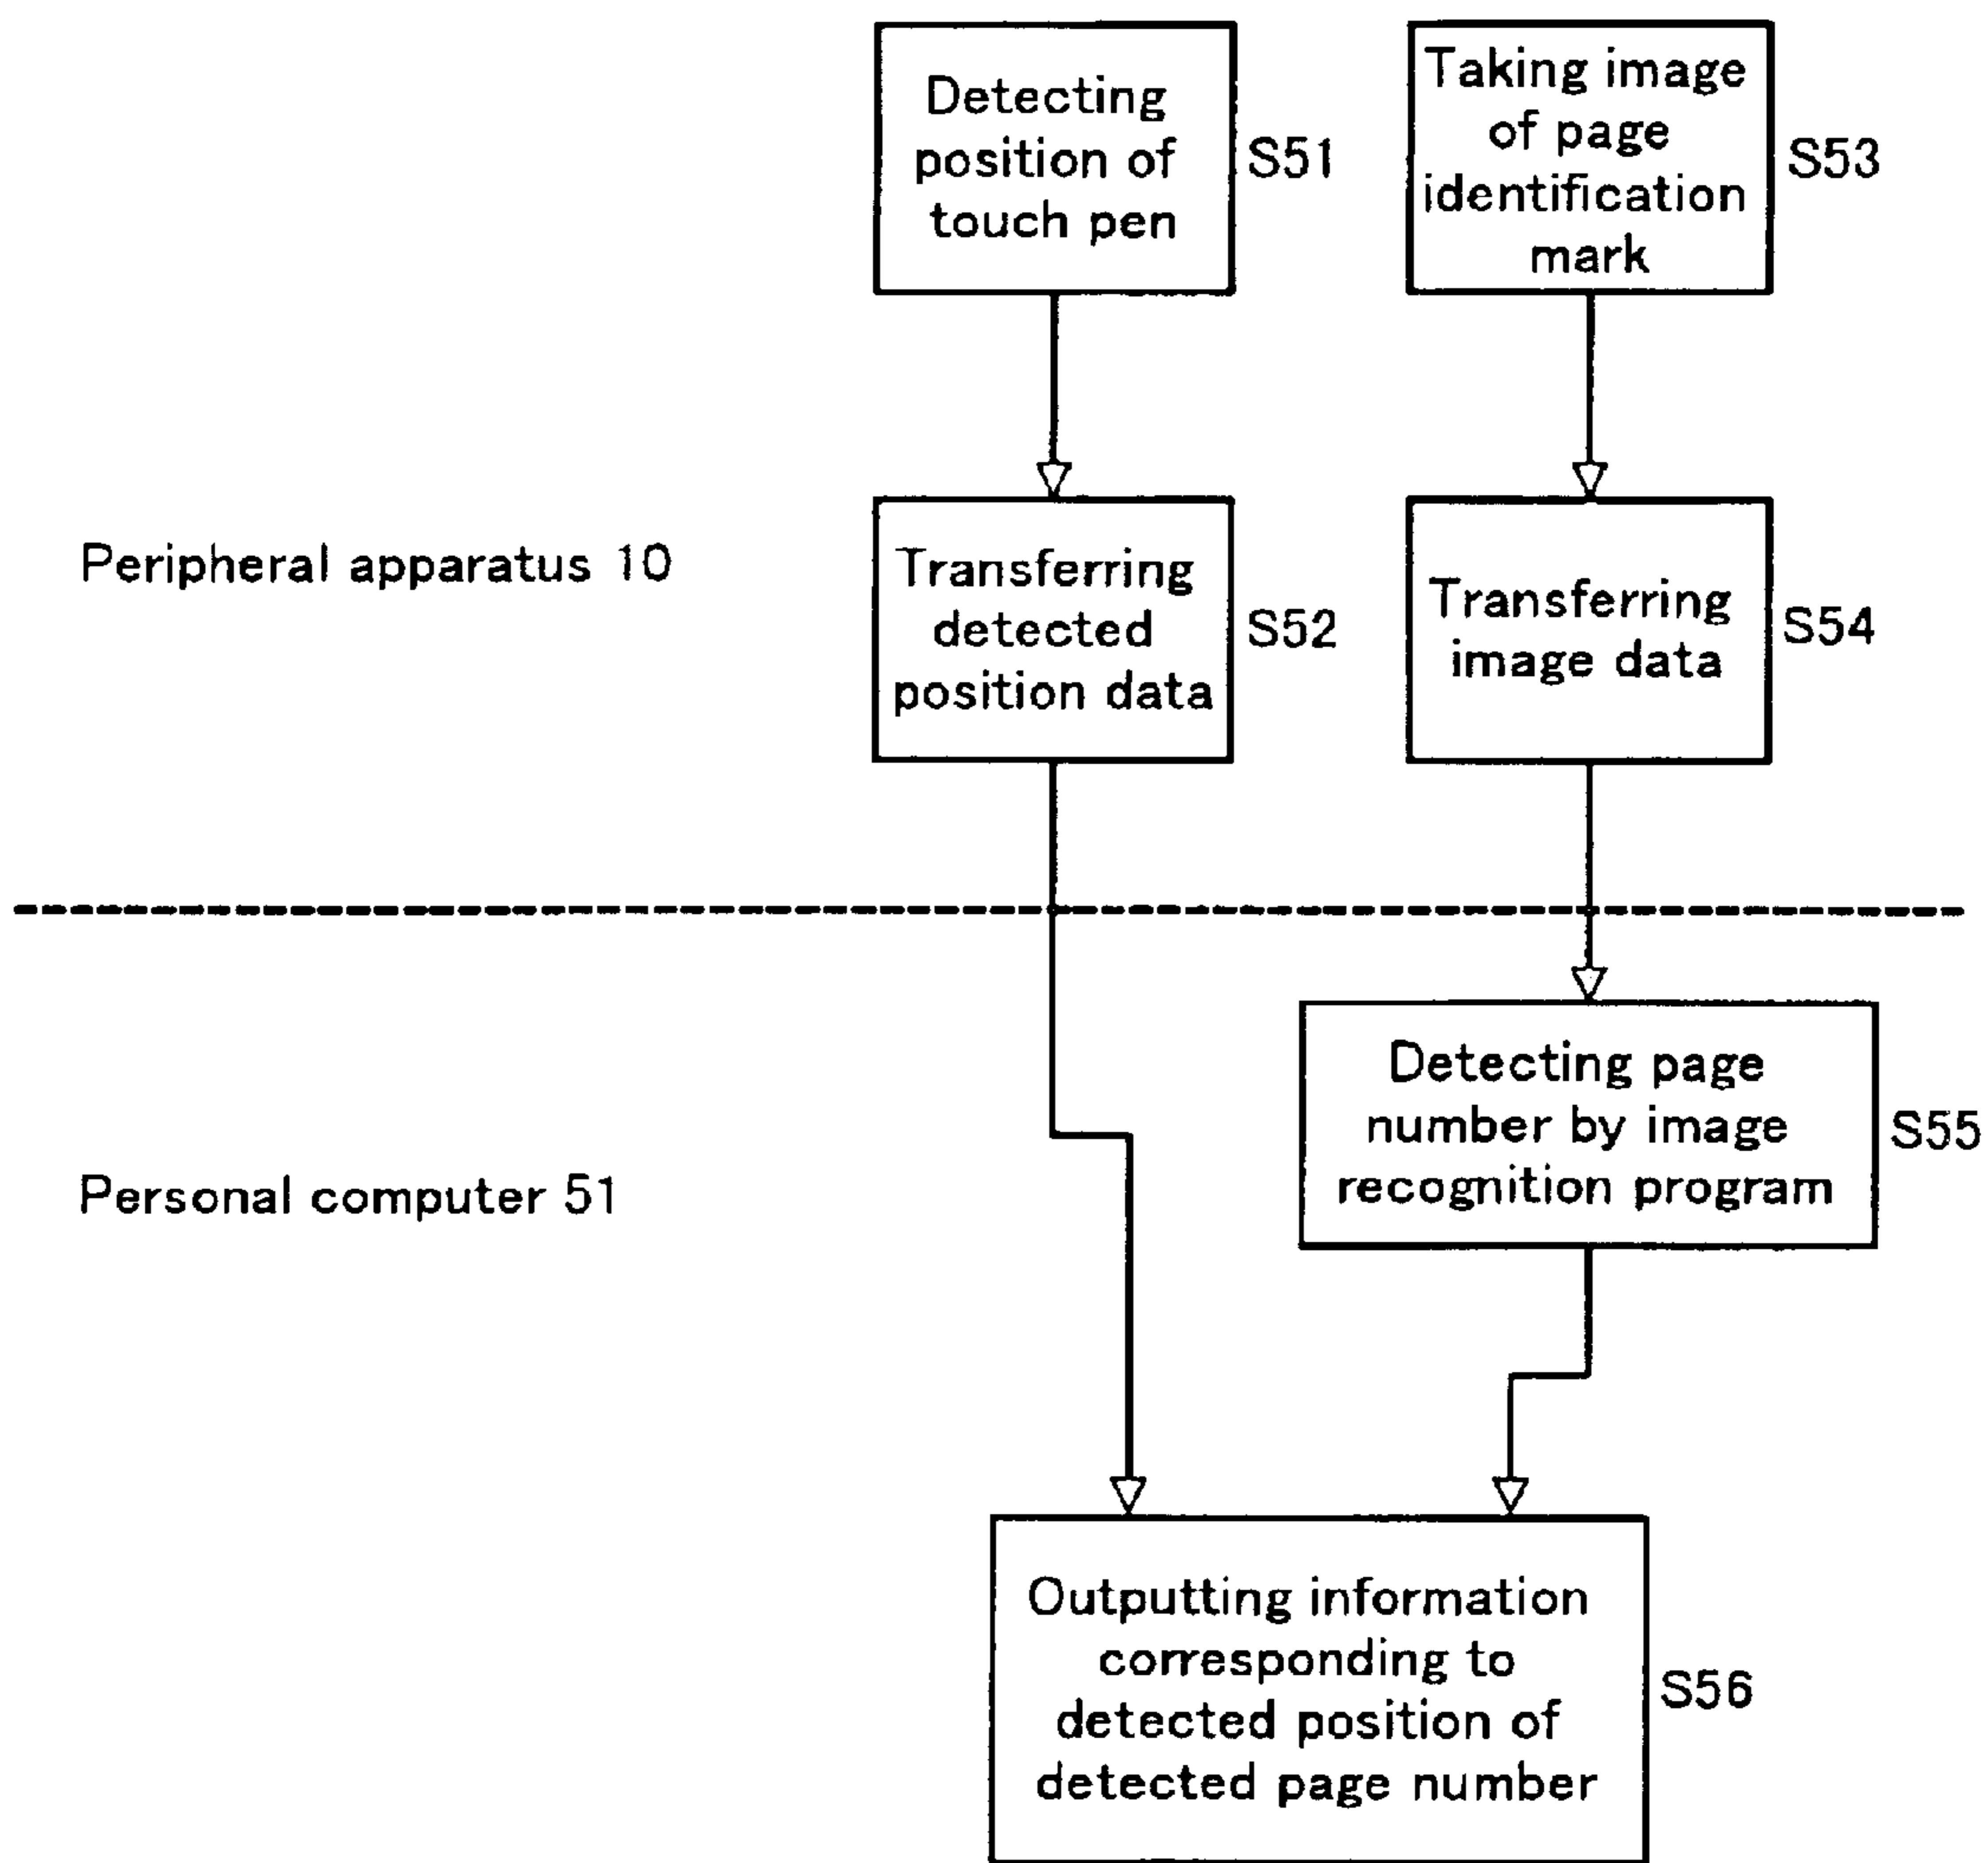 Detecting
position of
touch pen
S51
Taking image
of page
identification
mark
S53
Peripheral apparatus 10
Transferring
detected
position data
S52
Transferring
image data
S54
Personal computer 51
Detecting page
number by image
recognition program
S55
Outputting information
corresponding to
detected position of
detected page number
S56